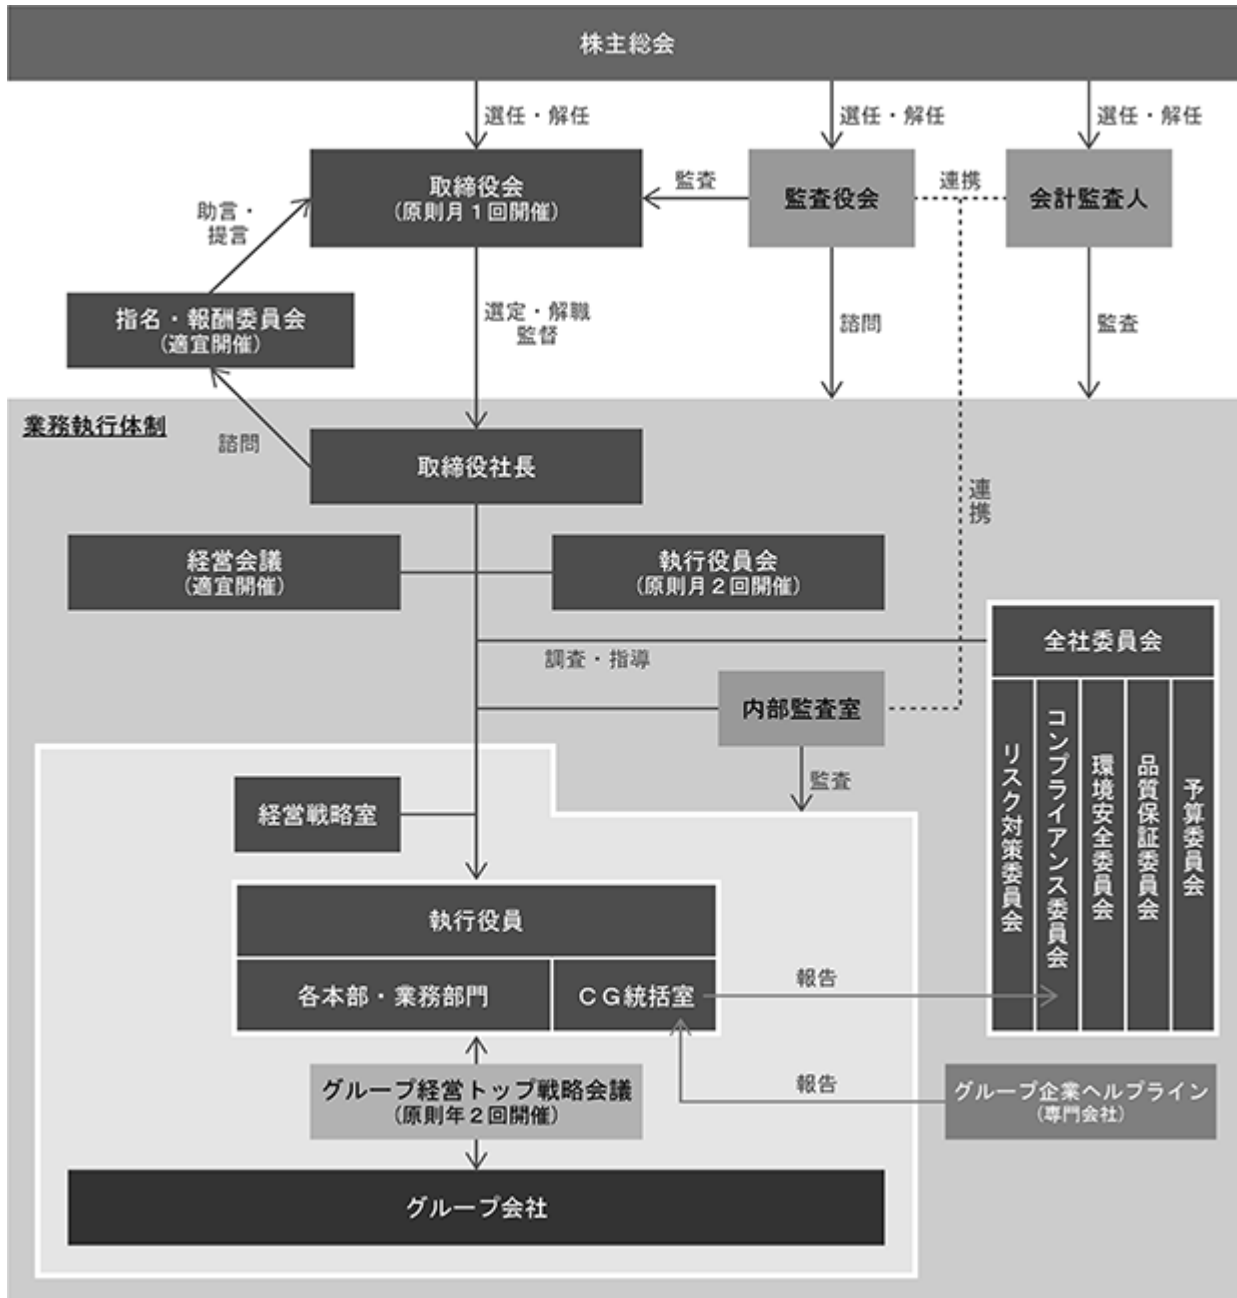 株主総会
選任・解任
選任・解任
選任・解任
取締役会
(原則月１回開催)
監査
監査役会
連携
会計監査人
助言・
提言
指名・報酬委員会
(適宜開催)
選定・解職
監督
諮問
監査
業務執行体制
諮問
取締役社長
連携
経営会議
(適宜開催)
執行役員会
(原則月２回開催)
全社委員会
調査・指導
内部監査室
リスク対策委員会
コンプライアンス委員会
環境安全委員会
品質保証委員会
予算委員会
監査
経営戦略室
執行役員
各本部・業務部門
ＣＧ統括室
報告
グループ経営トップ戦略会議
(原則年２回開催)
報告
グループ企業ヘルプライン
(専門会社)
グループ会社